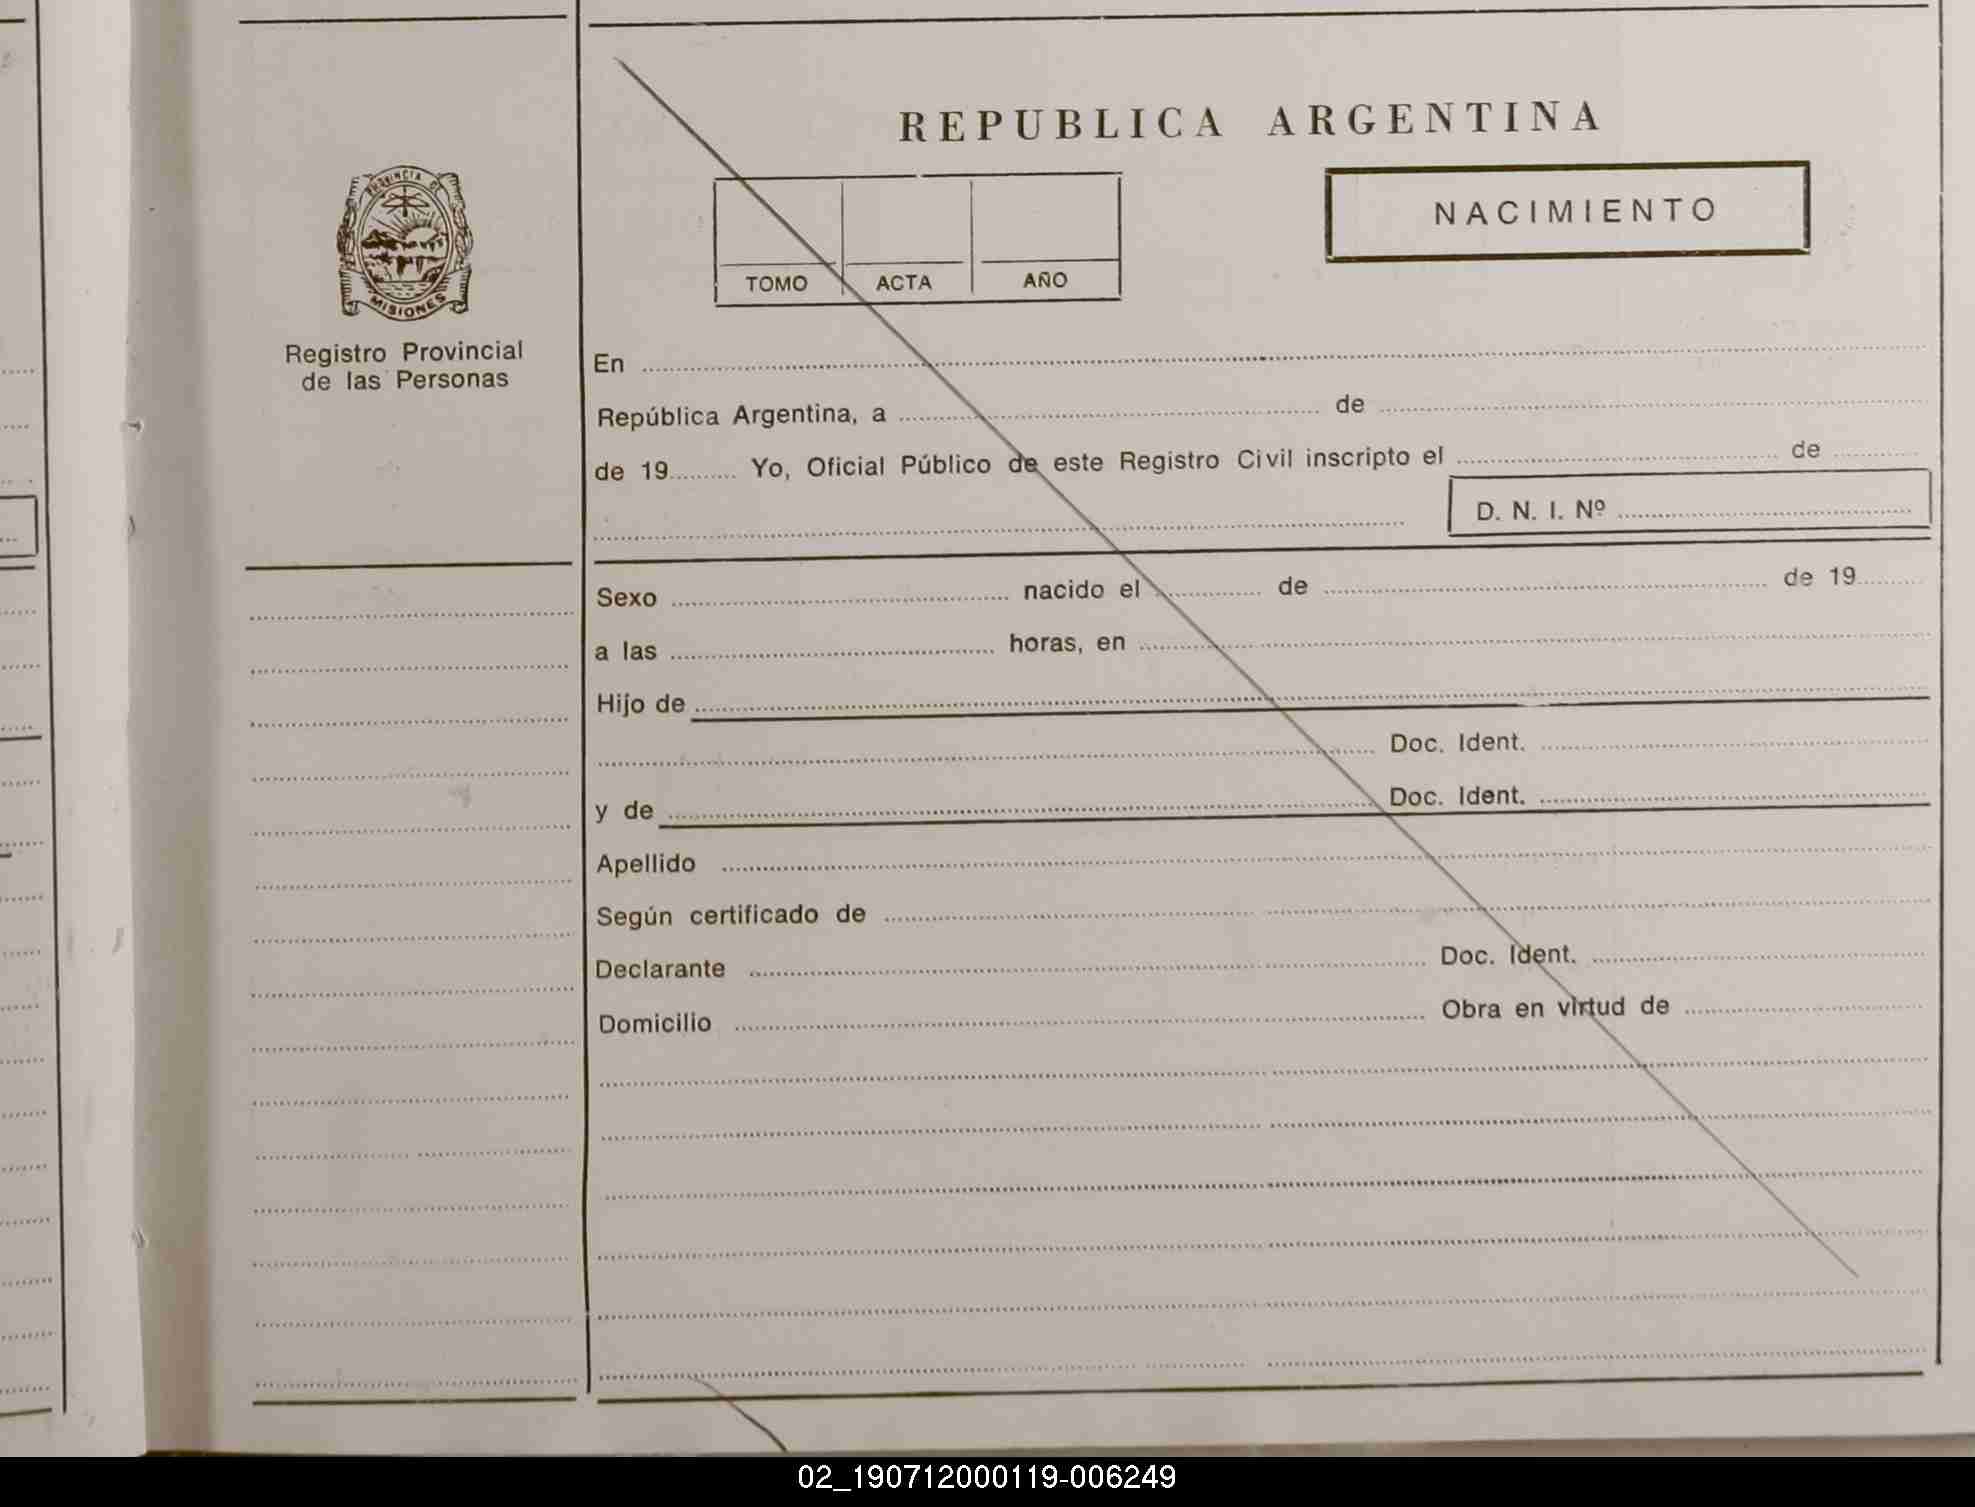 REPUBLICA ARGENTINA
NACIMIENTO
TOMO ACTA AÑO
PROVINCIA DE
MISIONES
Registro Provincial
de las Personas
En
República Argentina, a de
de 19 Yo, Oficial Público de este Registro Civil inscripto el de
D. N. I. Nº
Sexo nacido el de de 19
a las horas, en
Hijo de
Doc. Ident.
y de Doc. Ident.
Apellido
Según certificado de
Declarante Doc. Ident.
Domicilio Obra en virtud de
02_190712000119-006249